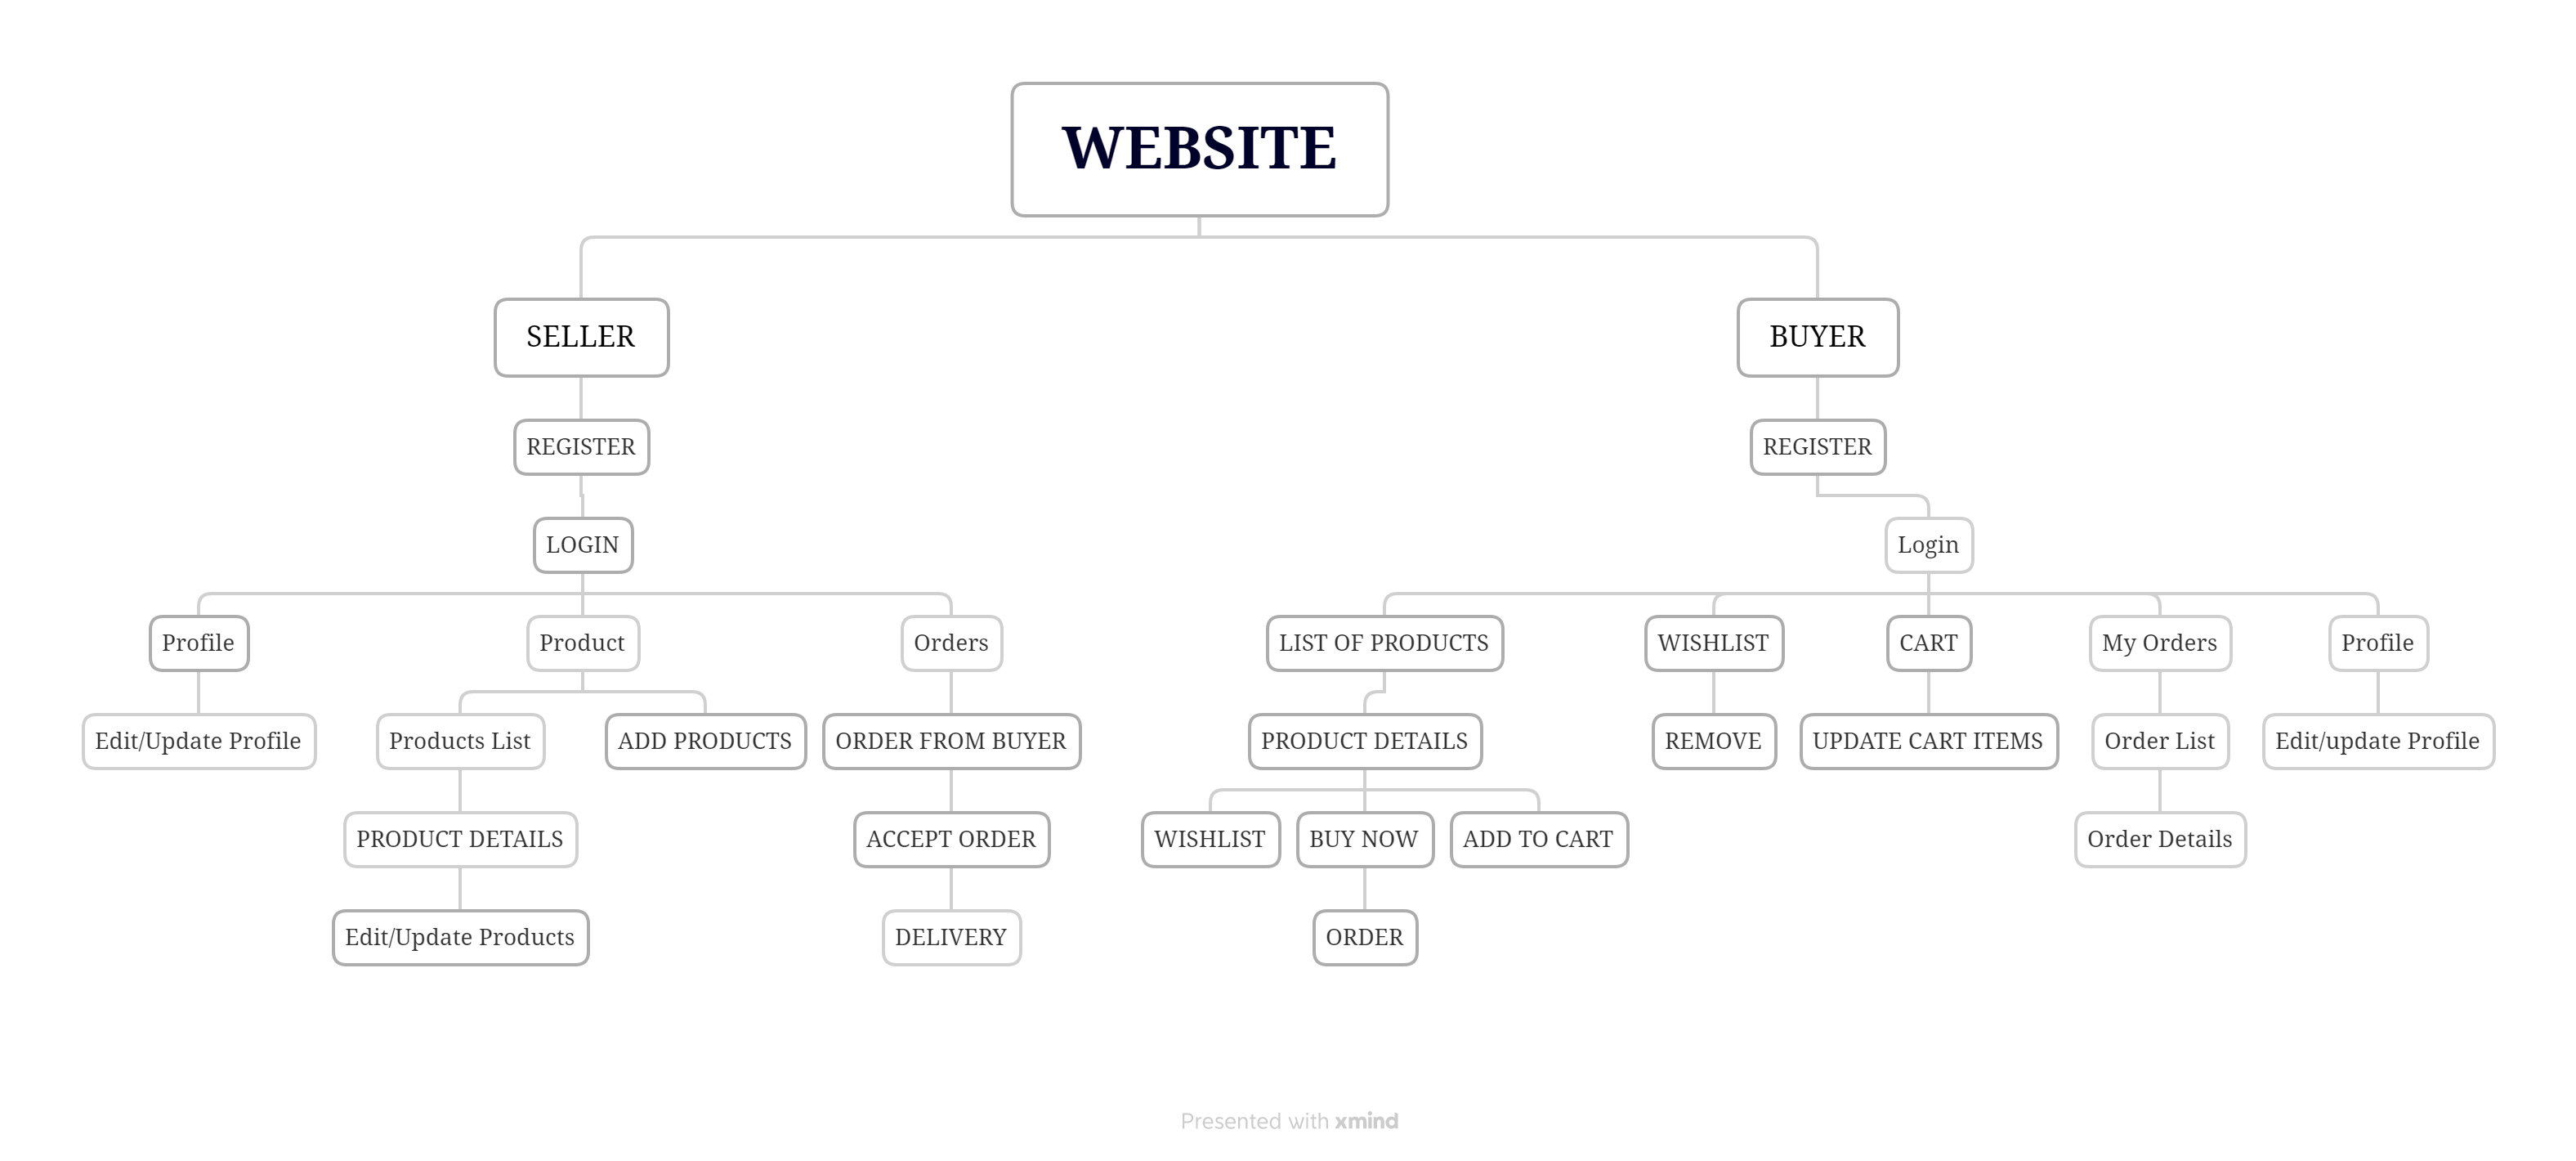 WEBSITE
SELLER
BUYER
REGISTER
REGISTER
LOGIN
Login
Profile
Product
Orders
LIST OF PRODUCTS
WISHLIST
CART
My Orders
Profile
Edit/Update Profile
Products List
ADD PRODUCTS
ORDER FROM BUYER
PRODUCT DETAILS
REMOVE
UPDATE CART ITEMS
Order List
Edit/update Profile
PRODUCT DETAILS
ACCEPT ORDER
WISHLIST
BUY NOW
ADD TO CART
Order Details
Edit/Update Products
DELIVERY
ORDER
Presented with xmind